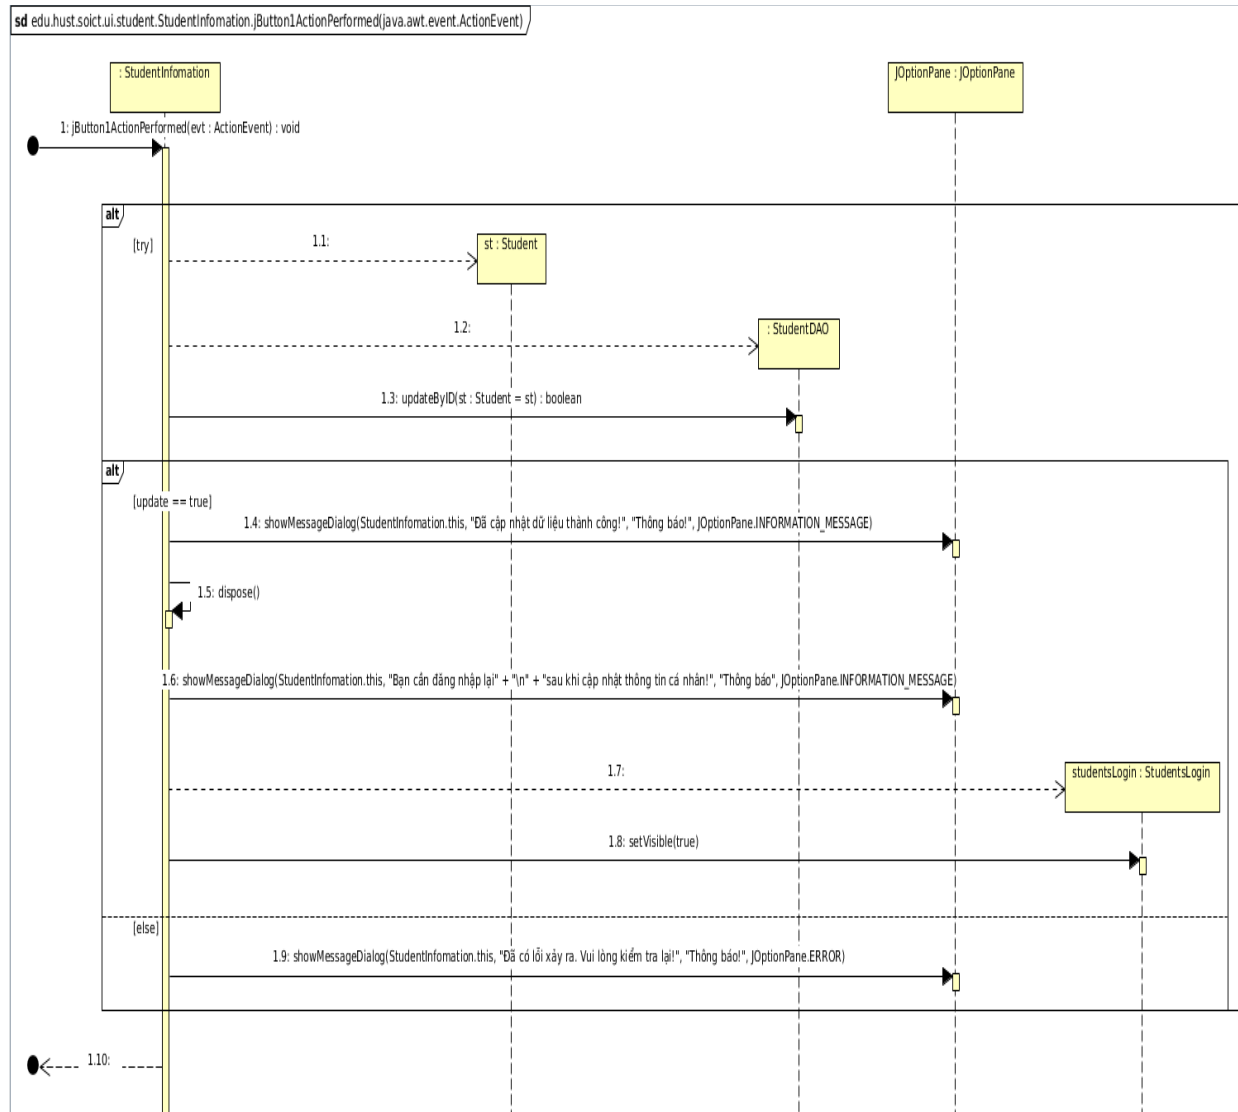 sd edu.hust.soict.ui.student.StudentInfomation.jButton1ActionPerformed(java.awt.event.ActionEvent)
: StudentInfomation
JOptionPane : JOptionPane
1: jButton1ActionPerformed(evt : ActionEvent) : void
alt
[try]
1.1:
st : Student
1.2:
: StudentDAO
1.3: updateByID(st : Student = st) : boolean
alt
[update == true]
1.4: showMessageDialog(StudentInfomation.this, "Đã cập nhật dữ liệu thành công!", "Thông báo!", JOptionPane.INFORMATION_MESSAGE)
1.5: dispose()
1.6: showMessageDialog(StudentInfomation.this, "Bạn cần đăng nhập lại" + "\n" + "sau khi cập nhật thông tin cá nhân!", "Thông báo", JOptionPane.INFORMATION_MESSAGE)
1.7:
studentsLogin : StudentsLogin
1.8: setVisible(true)
[else]
1.9: showMessageDialog(StudentInfomation.this, "Đã có lỗi xảy ra. Vui lòng kiểm tra lại!", "Thông báo!", JOptionPane.ERROR)
1.10: